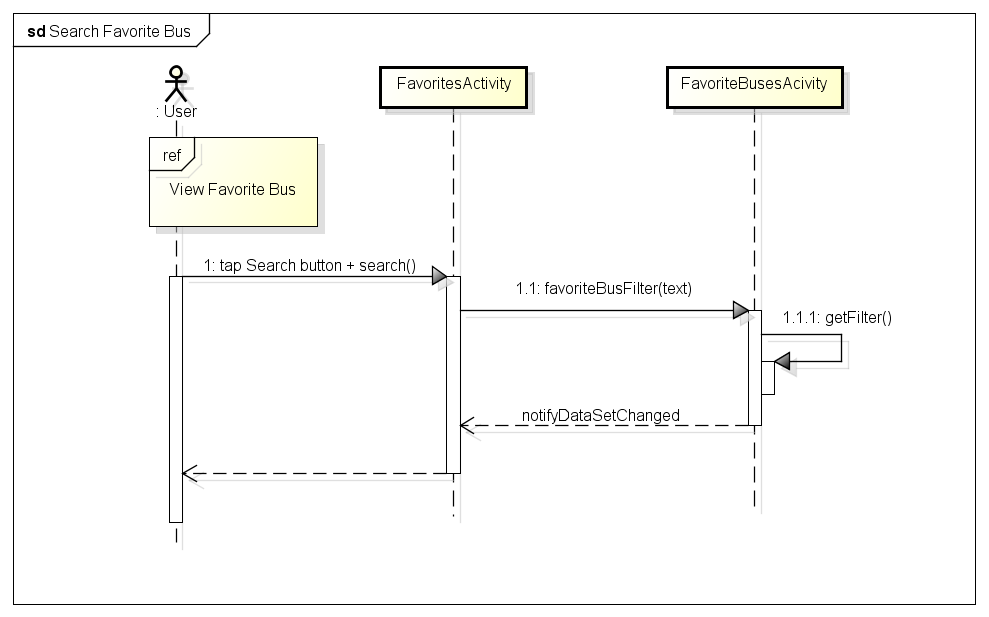 sd Search Favorite Bus
: User
FavoritesActivity
FavoriteBusesAcivity
ref
View Favorite Bus
1: tap Search button + search()
1.1: favoriteBusFilter(text)
1.1.1: getFilter()
notifyDataSetChanged